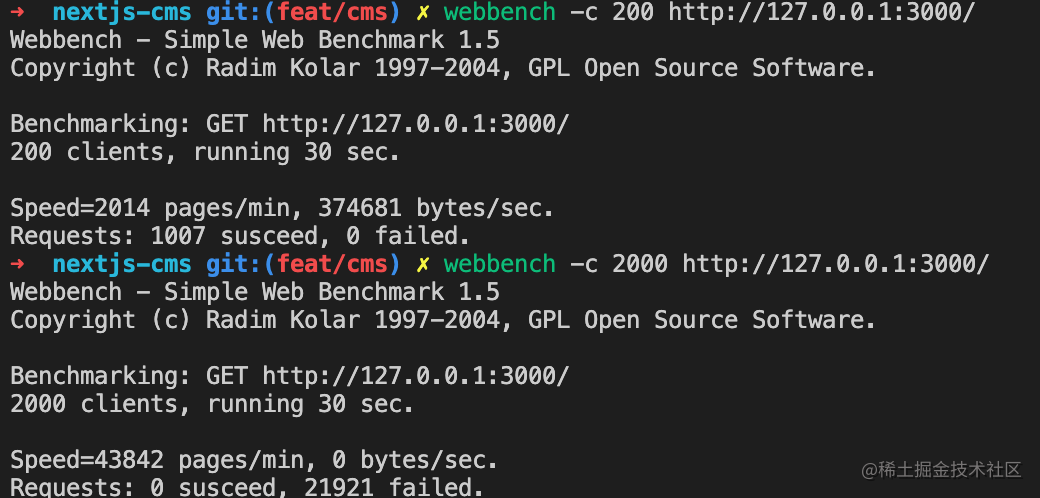 ➜  nextjs-cms git:(feat/cms) ✗ webbench -c 200 http://127.0.0.1:3000/
Webbench - Simple Web Benchmark 1.5
Copyright (c) Radim Kolar 1997-2004, GPL Open Source Software.

Benchmarking: GET http://127.0.0.1:3000/
200 clients, running 30 sec.

Speed=2014 pages/min, 374681 bytes/sec.
Requests: 1007 susceed, 0 failed.
➜  nextjs-cms git:(feat/cms) ✗ webbench -c 2000 http://127.0.0.1:3000/
Webbench - Simple Web Benchmark 1.5
Copyright (c) Radim Kolar 1997-2004, GPL Open Source Software.

Benchmarking: GET http://127.0.0.1:3000/
2000 clients, running 30 sec.

Speed=43842 pages/min, 0 bytes/sec.
Requests: 0 susceed, 21921 failed.
@稀土掘金技术社区